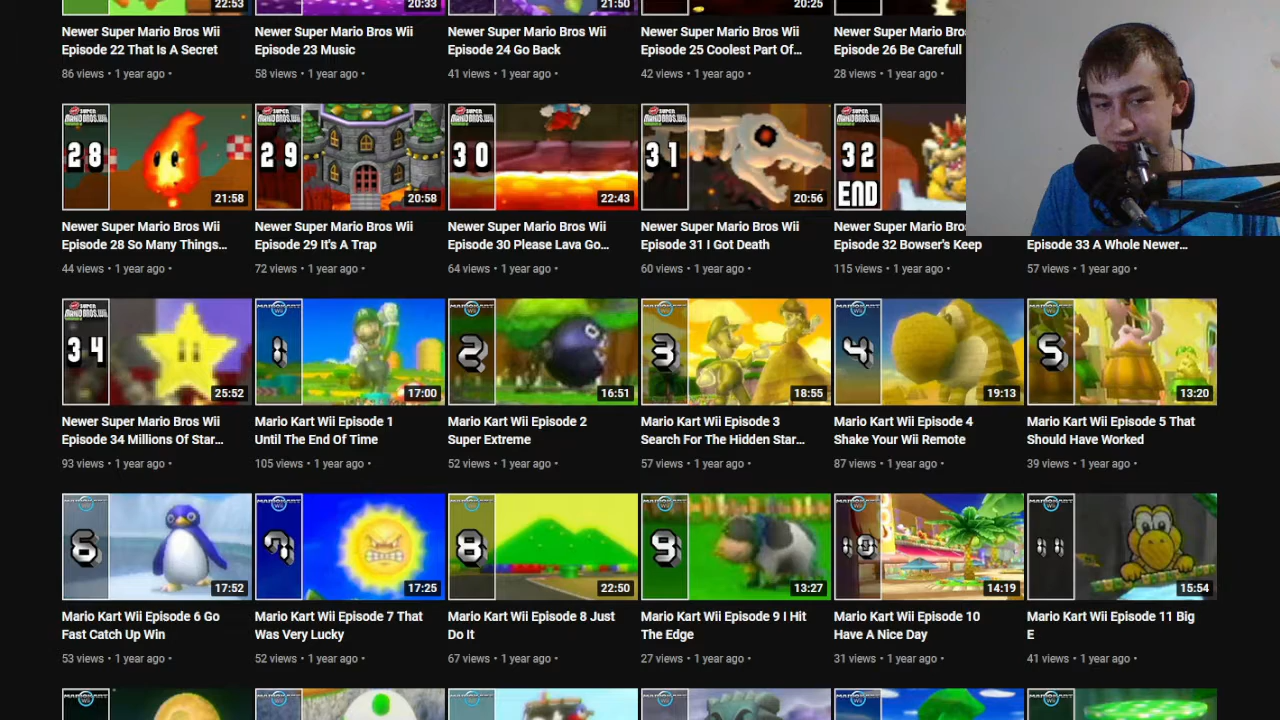 22:53
20:33
21:50
20:25
Newer Super Mario Bros Wii
Episode 22 That Is A Secret
86 views • 1 year ago •
Newer Super Mario Bros Wii
Episode 23 Music
58 views • 1 year ago •
Newer Super Mario Bros Wii
Episode 24 Go Back
41 views • 1 year ago •
Newer Super Mario Bros Wii
Episode 25 Coolest Part Of...
42 views • 1 year ago •
Newer Super Mario Bros
Episode 26 Be Carefull
28 views • 1 year ago •
28
21:58
29
20:58
30
22:43
31
20:56
32
END
Newer Super Mario Bros Wii
Episode 28 So Many Things...
44 views • 1 year ago •
Newer Super Mario Bros Wii
Episode 29 It's A Trap
72 views • 1 year ago •
Newer Super Mario Bros Wii
Episode 30 Please Lava Go...
64 views • 1 year ago •
Newer Super Mario Bros Wii
Episode 31 I Got Death
60 views • 1 year ago •
Newer Super Mario Bros
Episode 32 Bowser's Keep
115 views • 1 year ago •
Episode 33 A Whole Newer...
57 views • 1 year ago •
34
25:52
1
17:00
2
16:51
3
18:55
4
19:13
5
13:20
Newer Super Mario Bros Wii
Episode 34 Millions Of Star...
93 views • 1 year ago •
Mario Kart Wii Episode 1
Until The End Of Time
105 views • 1 year ago •
Mario Kart Wii Episode 2
Super Extreme
52 views • 1 year ago •
Mario Kart Wii Episode 3
Search For The Hidden Star...
57 views • 1 year ago •
Mario Kart Wii Episode 4
Shake Your Wii Remote
87 views • 1 year ago •
Mario Kart Wii Episode 5 That
Should Have Worked
39 views • 1 year ago •
6
17:52
7
17:25
8
22:50
9
13:27
10
14:19
11
15:54
Mario Kart Wii Episode 6 Go
Fast Catch Up Win
53 views • 1 year ago •
Mario Kart Wii Episode 7 That
Was Very Lucky
52 views • 1 year ago •
Mario Kart Wii Episode 8 Just
Do It
67 views • 1 year ago •
Mario Kart Wii Episode 9 I Hit
The Edge
27 views • 1 year ago •
Mario Kart Wii Episode 10
Have A Nice Day
31 views • 1 year ago •
Mario Kart Wii Episode 11 Big
E
41 views • 1 year ago •